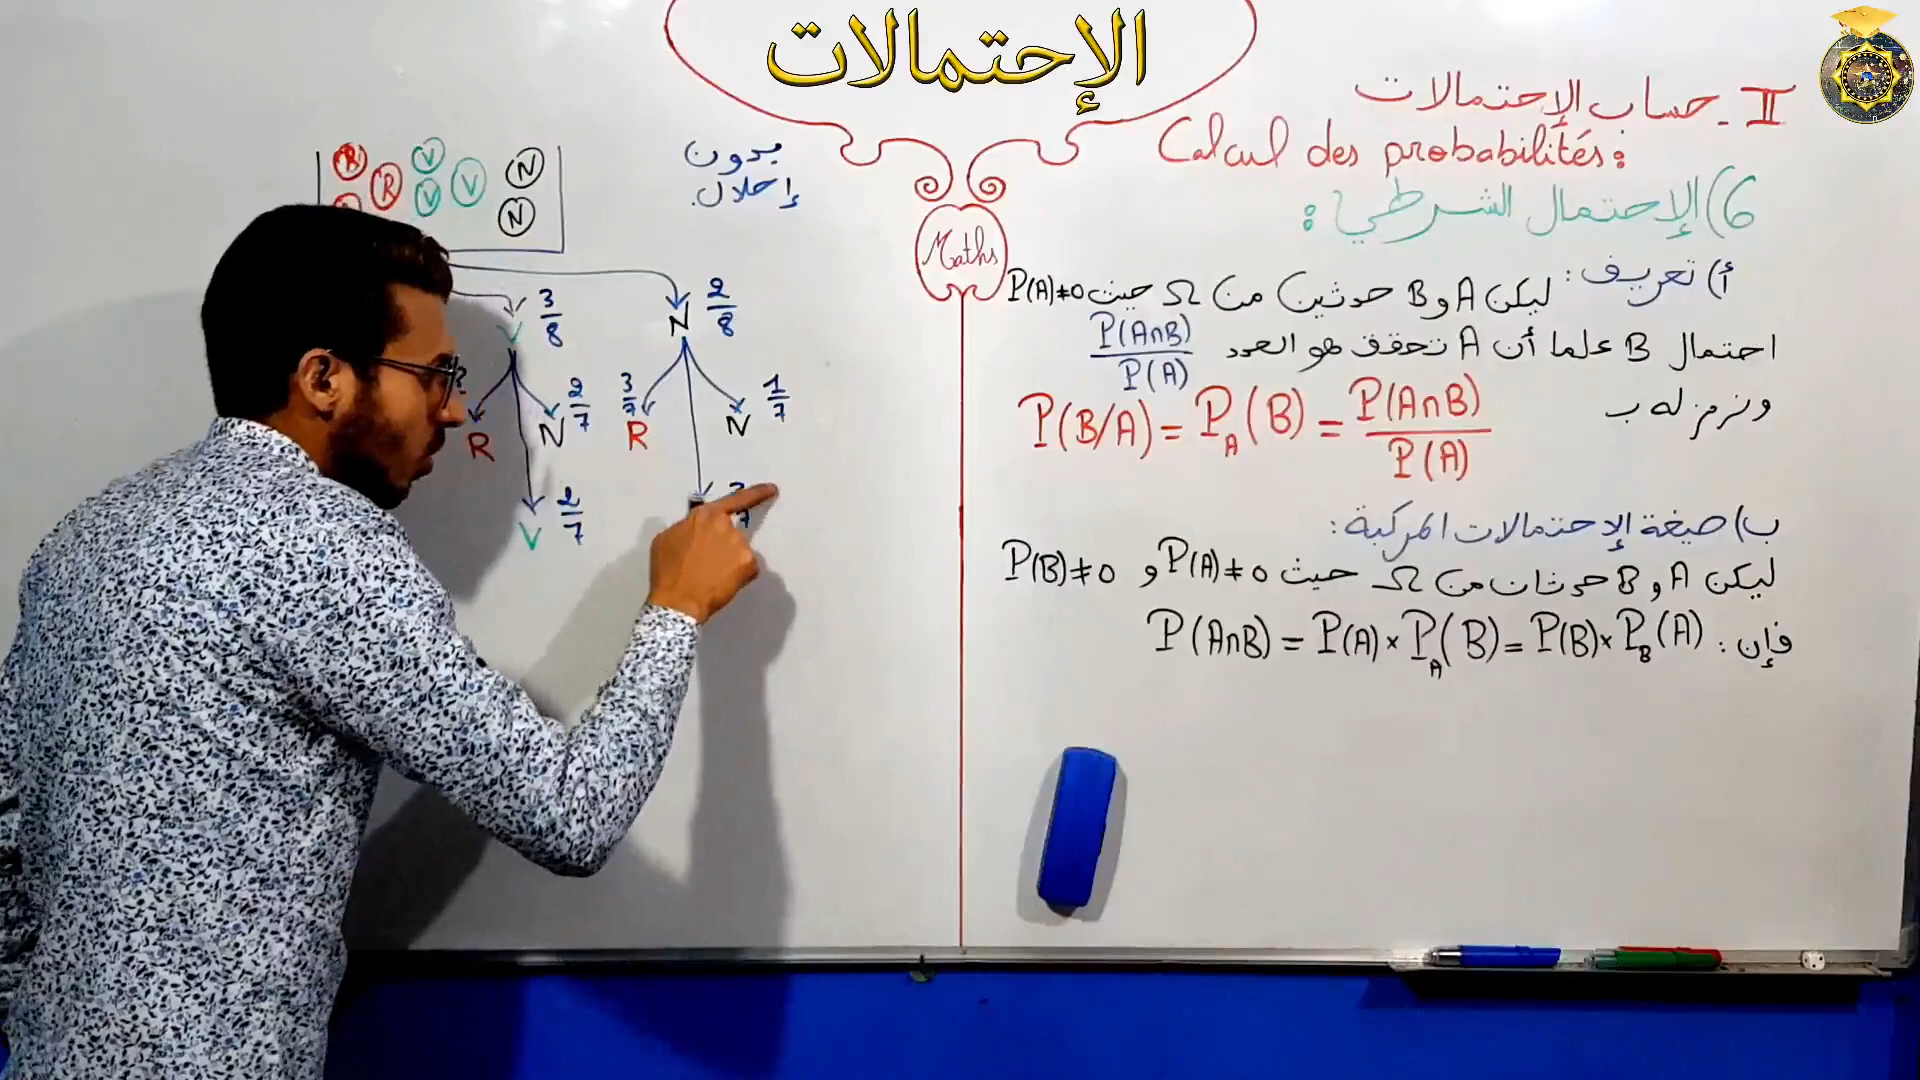 الإحتمالات
II - حساب الإحتمالات
Calcul des probabilités :
6) الإحتمال الشرطي :
أ) تعريف : ليكن A و B حدثين من Ω حيث P(A)≠0
احتمال B علما أن A تحقق هو العدد P(A∩B)/P(A)
ونرمز له ب
P(B/A) = P_A(B) = P(A∩B)/P(A)
ب) صيغة الإحتمالات المركبة :
ليكن A و B حدثان من Ω حيث P(A)≠0 و P(B)≠0
فإن : P(A∩B) = P(A)×P_A(B) = P(B)×P_B(A)
Maths
بدون
إحلال.
R V N
R V V N
3/8 2/8
V N
2/7 3/7 1/7
R N R N
2/7
V